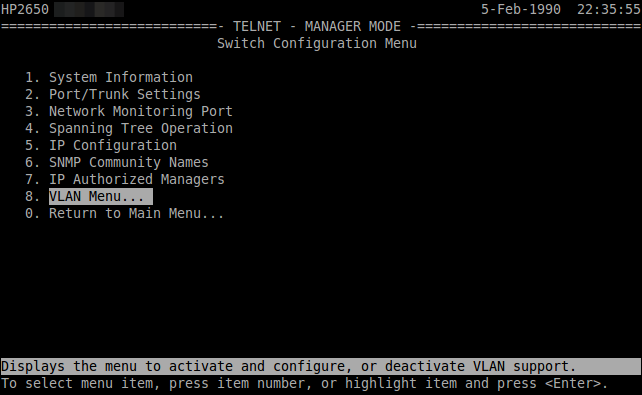 HP2650 5-Feb-1990 22:35:55
===========================- TELNET - MANAGER MODE -============================
Switch Configuration Menu
1. System Information
2. Port/Trunk Settings
3. Network Monitoring Port
4. Spanning Tree Operation
5. IP Configuration
6. SNMP Community Names
7. IP Authorized Managers
8. VLAN Menu...
0. Return to Main Menu...
Displays the menu to activate and configure, or deactivate VLAN support.
To select menu item, press item number, or highlight item and press <Enter>.